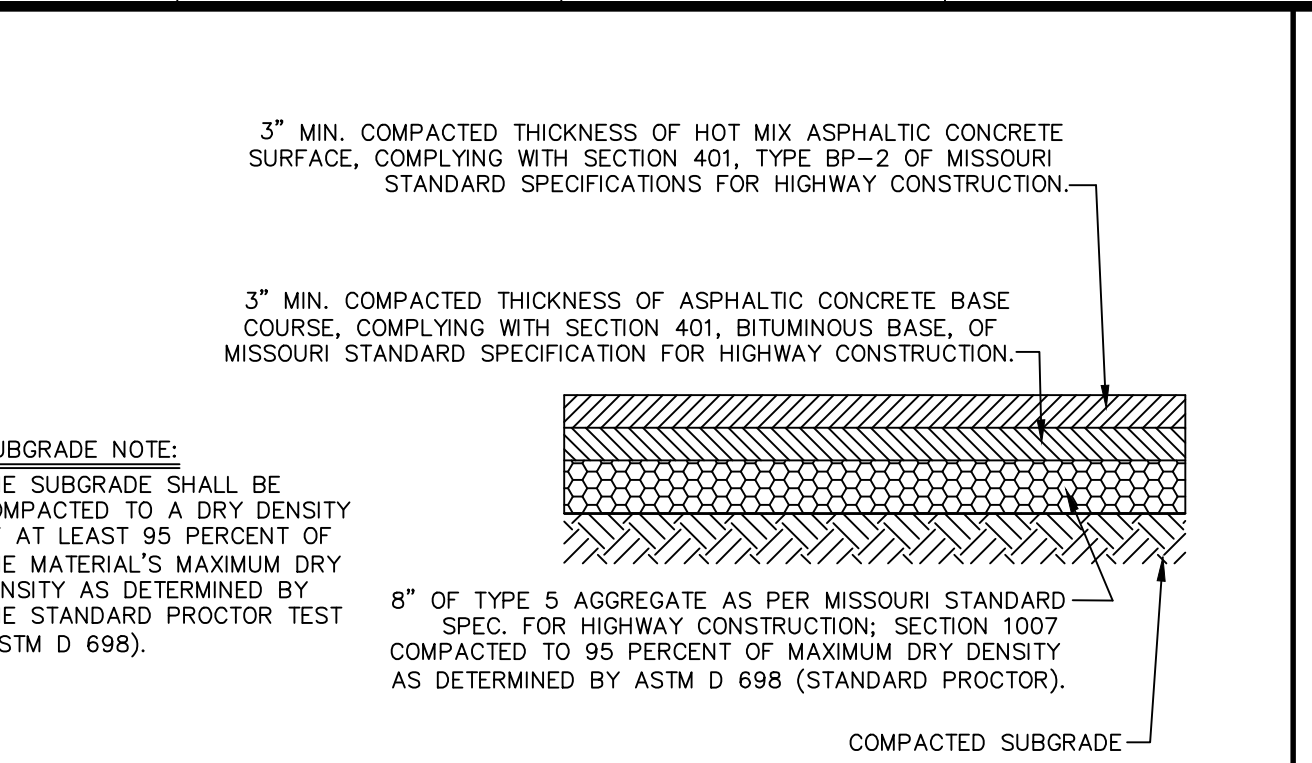 3” MIN. COMPACTED THICKNESS OF HOT MIX ASPHALTIC CONCRETE
SURFACE, COMPLYING WITH SECTION 401, TYPE BP-2 OF MISSOURI
STANDARD SPECIFICATIONS FOR HIGHWAY CONSTRUCTION.
3” MIN. COMPACTED THICKNESS OF ASPHALTIC CONCRETE BASE
COURSE, COMPLYING WITH SECTION 401, BITUMINOUS BASE, OF
MISSOURI STANDARD SPECIFICATION FOR HIGHWAY CONSTRUCTION.
UBGRADE NOTE:
E SUBGRADE SHALL BE
OMPACTED TO A DRY DENSITY
AT LEAST 95 PERCENT OF
E MATERIAL'S MAXIMUM DRY
NSITY AS DETERMINED BY
E STANDARD PROCTOR TEST
STM D 698).
8” OF TYPE 5 AGGREGATE AS PER MISSOURI STANDARD
SPEC. FOR HIGHWAY CONSTRUCTION; SECTION 1007
COMPACTED TO 95 PERCENT OF MAXIMUM DRY DENSITY
AS DETERMINED BY ASTM D 698 (STANDARD PROCTOR).
COMPACTED SUBGRADE